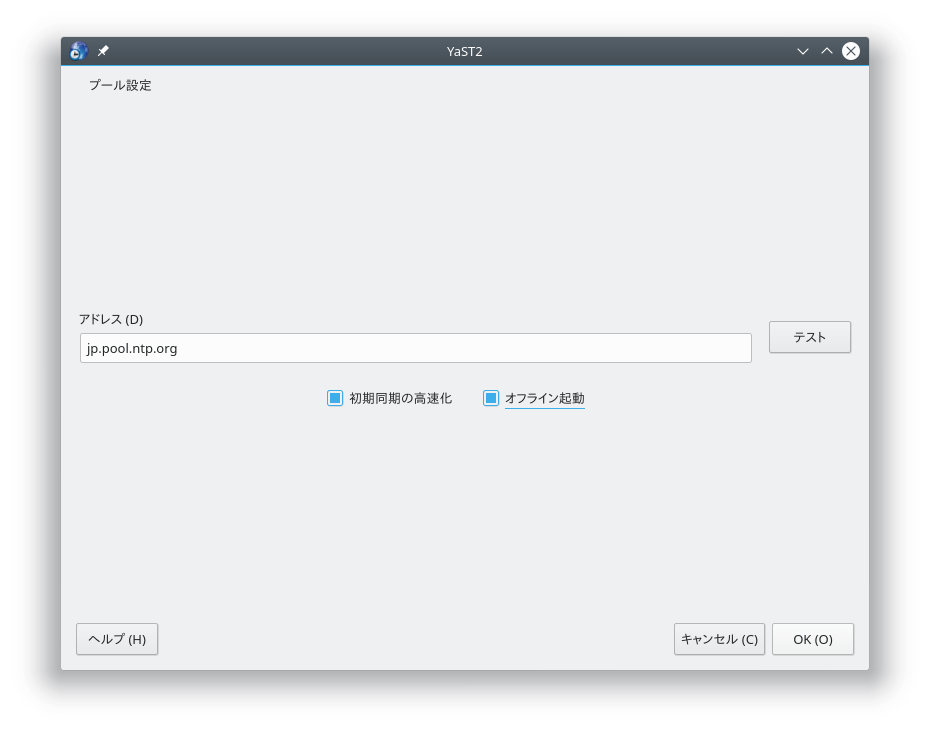 YaST2
プール設定
アドレス (D)
jp.pool.ntp.org
テスト
初期同期の高速化 オフライン起動
ヘルプ (H) キャンセル (C) OK (O)